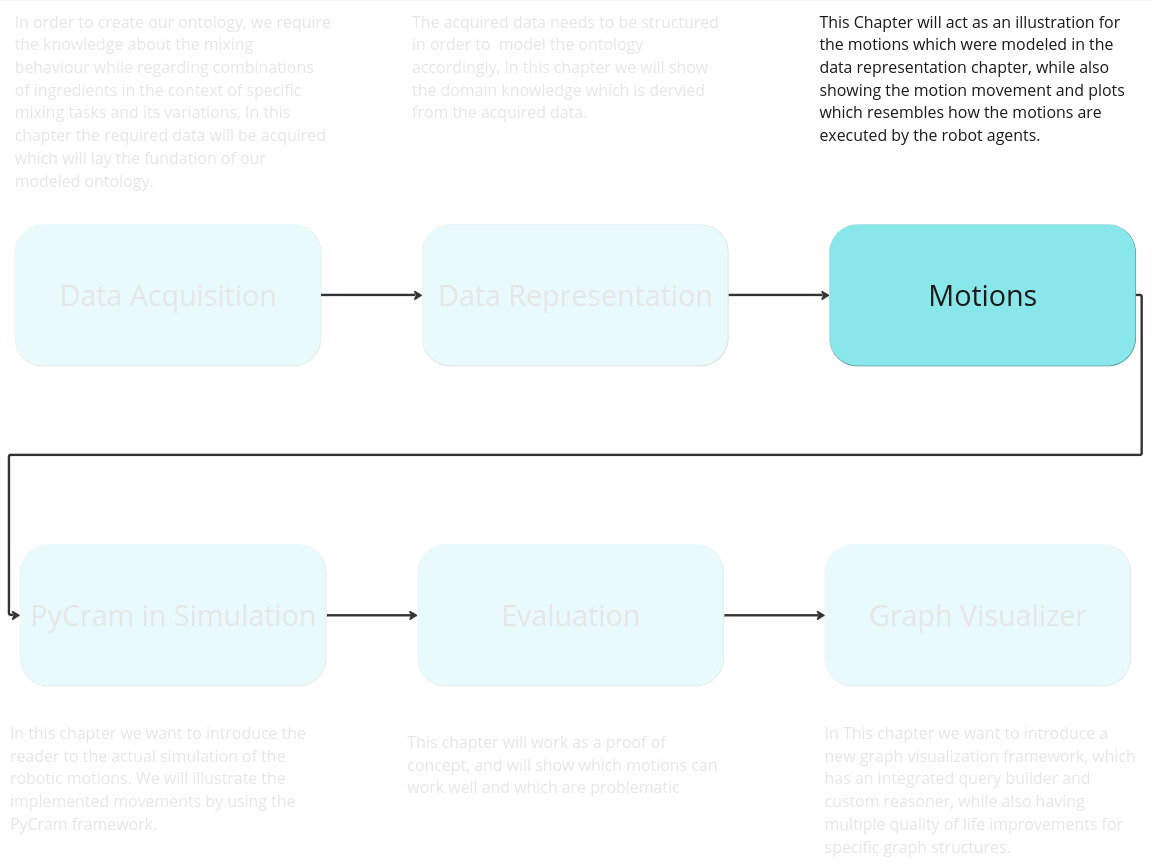 In order to create our ontology, we require
the knowledge about the mixing
behaviour while regarding combinations
of ingredients in the context of specific
mixing tasks and its variations, In this
chapter the required data will be acquired
which will lay the fundation of our
modeled ontology.
The acquired data needs to be structured
in order to  model the ontology
accordingly, In this chapter we will show
the domain knowledge which is dervied
from the acquired data.
This Chapter will act as an illustration for
the motions which were modeled in the
data representation chapter, while also
showing the motion movement and plots
which resembles how the motions are
executed by the robot agents.
Data Acquisition
Data Representation
Motions
PyCram in Simulation
Evaluation
Graph Visualizer
In this chapter we want to introduce the
reader to the actual simulation of the
robotic motions. We will illustrate the
implemented movements by using the
PyCram framework.
This chapter will work as a proof of
concept, and will show which motions can
work well and which are problematic
In This chapter we want to introduce a
new graph visualization framework, which
has an integrated query builder and
custom reasoner, while also having
multiple quality of life improvements for
specific graph structures.